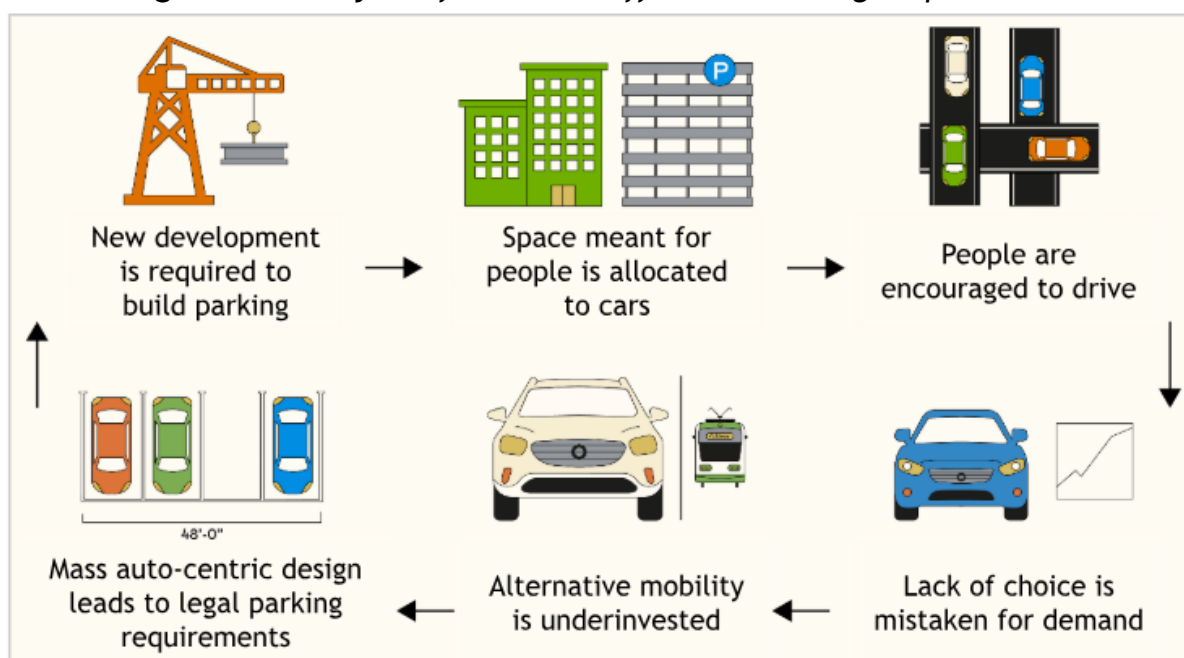 P
New development
is required to
build parking
Space meant for
people is allocated
to cars
People are
encouraged to drive
48'-0"
Mass auto-centric design
leads to legal parking
requirements
Alternative mobility
is underinvested
Lack of choice is
mistaken for demand